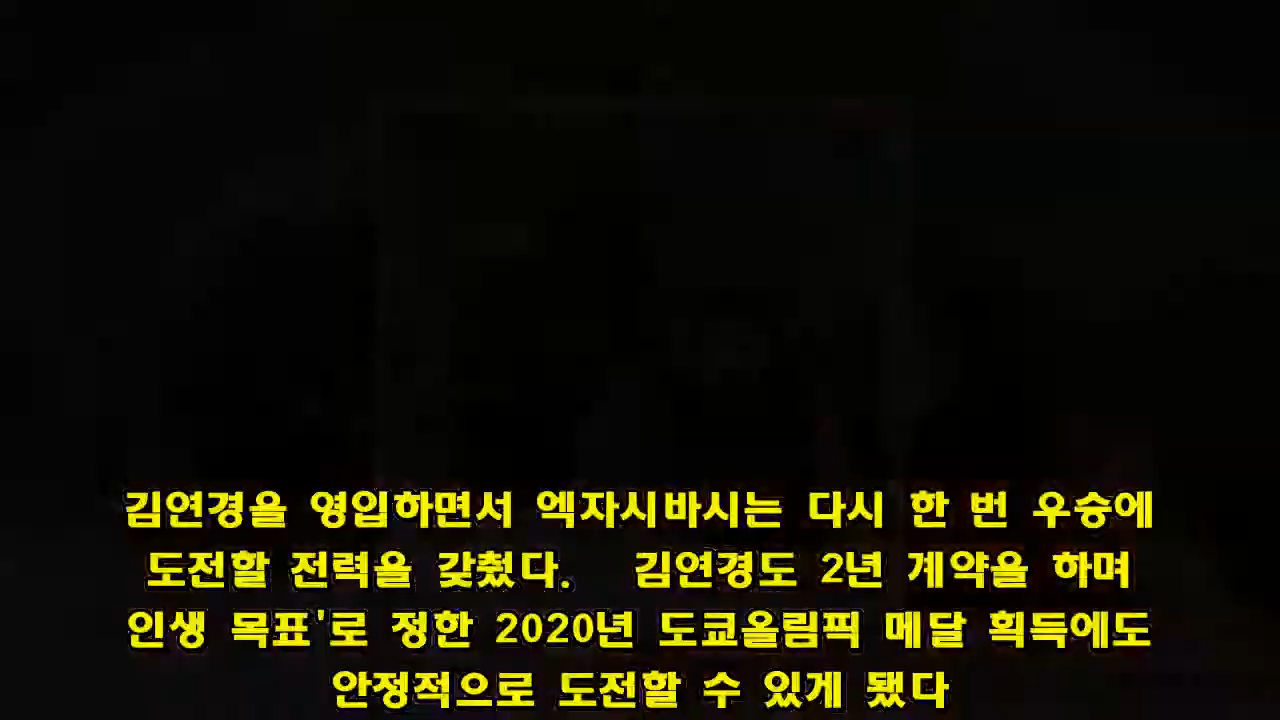 김연경을 영입하면서 엑자시바시는 다시 한 번 우승에
도전할 전력을 갖췄다. 김연경도 2년 계약을 하며
인생 목표'로 정한 2020년 도쿄올림픽 메달 획득에도
안정적으로 도전할 수 있게 됐다